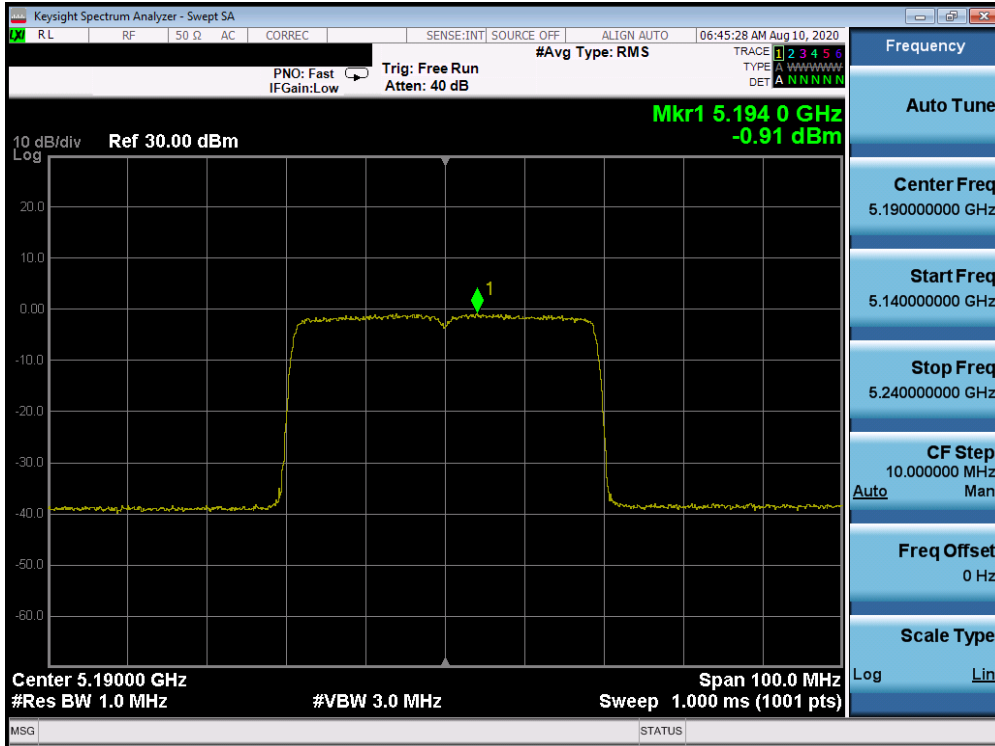 Keysight Spectrum Analyzer - Swept SA
LXI RL RF 50 Ω AC CORREC SENSE:INT SOURCE OFF ALIGN AUTO 06:45:28 AM Aug 10, 2020
#Avg Type: RMS
TRACE 1 2 3 4 5 6
PNO: Fast Trig: Free Run
TYPE A WWWWW
IFGain:Low Atten: 40 dB
DET A N N N N N
Mkr1 5.194 0 GHz
10 dB/div Ref 30.00 dBm -0.91 dBm
Log
20.0
10.0
0.00
1
-10.0
-20.0
-30.0
-40.0
-50.0
-60.0
Center 5.19000 GHz Span 100.0 MHz
#Res BW 1.0 MHz #VBW 3.0 MHz Sweep 1.000 ms (1001 pts)
MSG STATUS
Frequency
Auto Tune
Center Freq
5.190000000 GHz
Start Freq
5.140000000 GHz
Stop Freq
5.240000000 GHz
CF Step
10.000000 MHz
Auto Man
Freq Offset
0 Hz
Scale Type
Log Lin